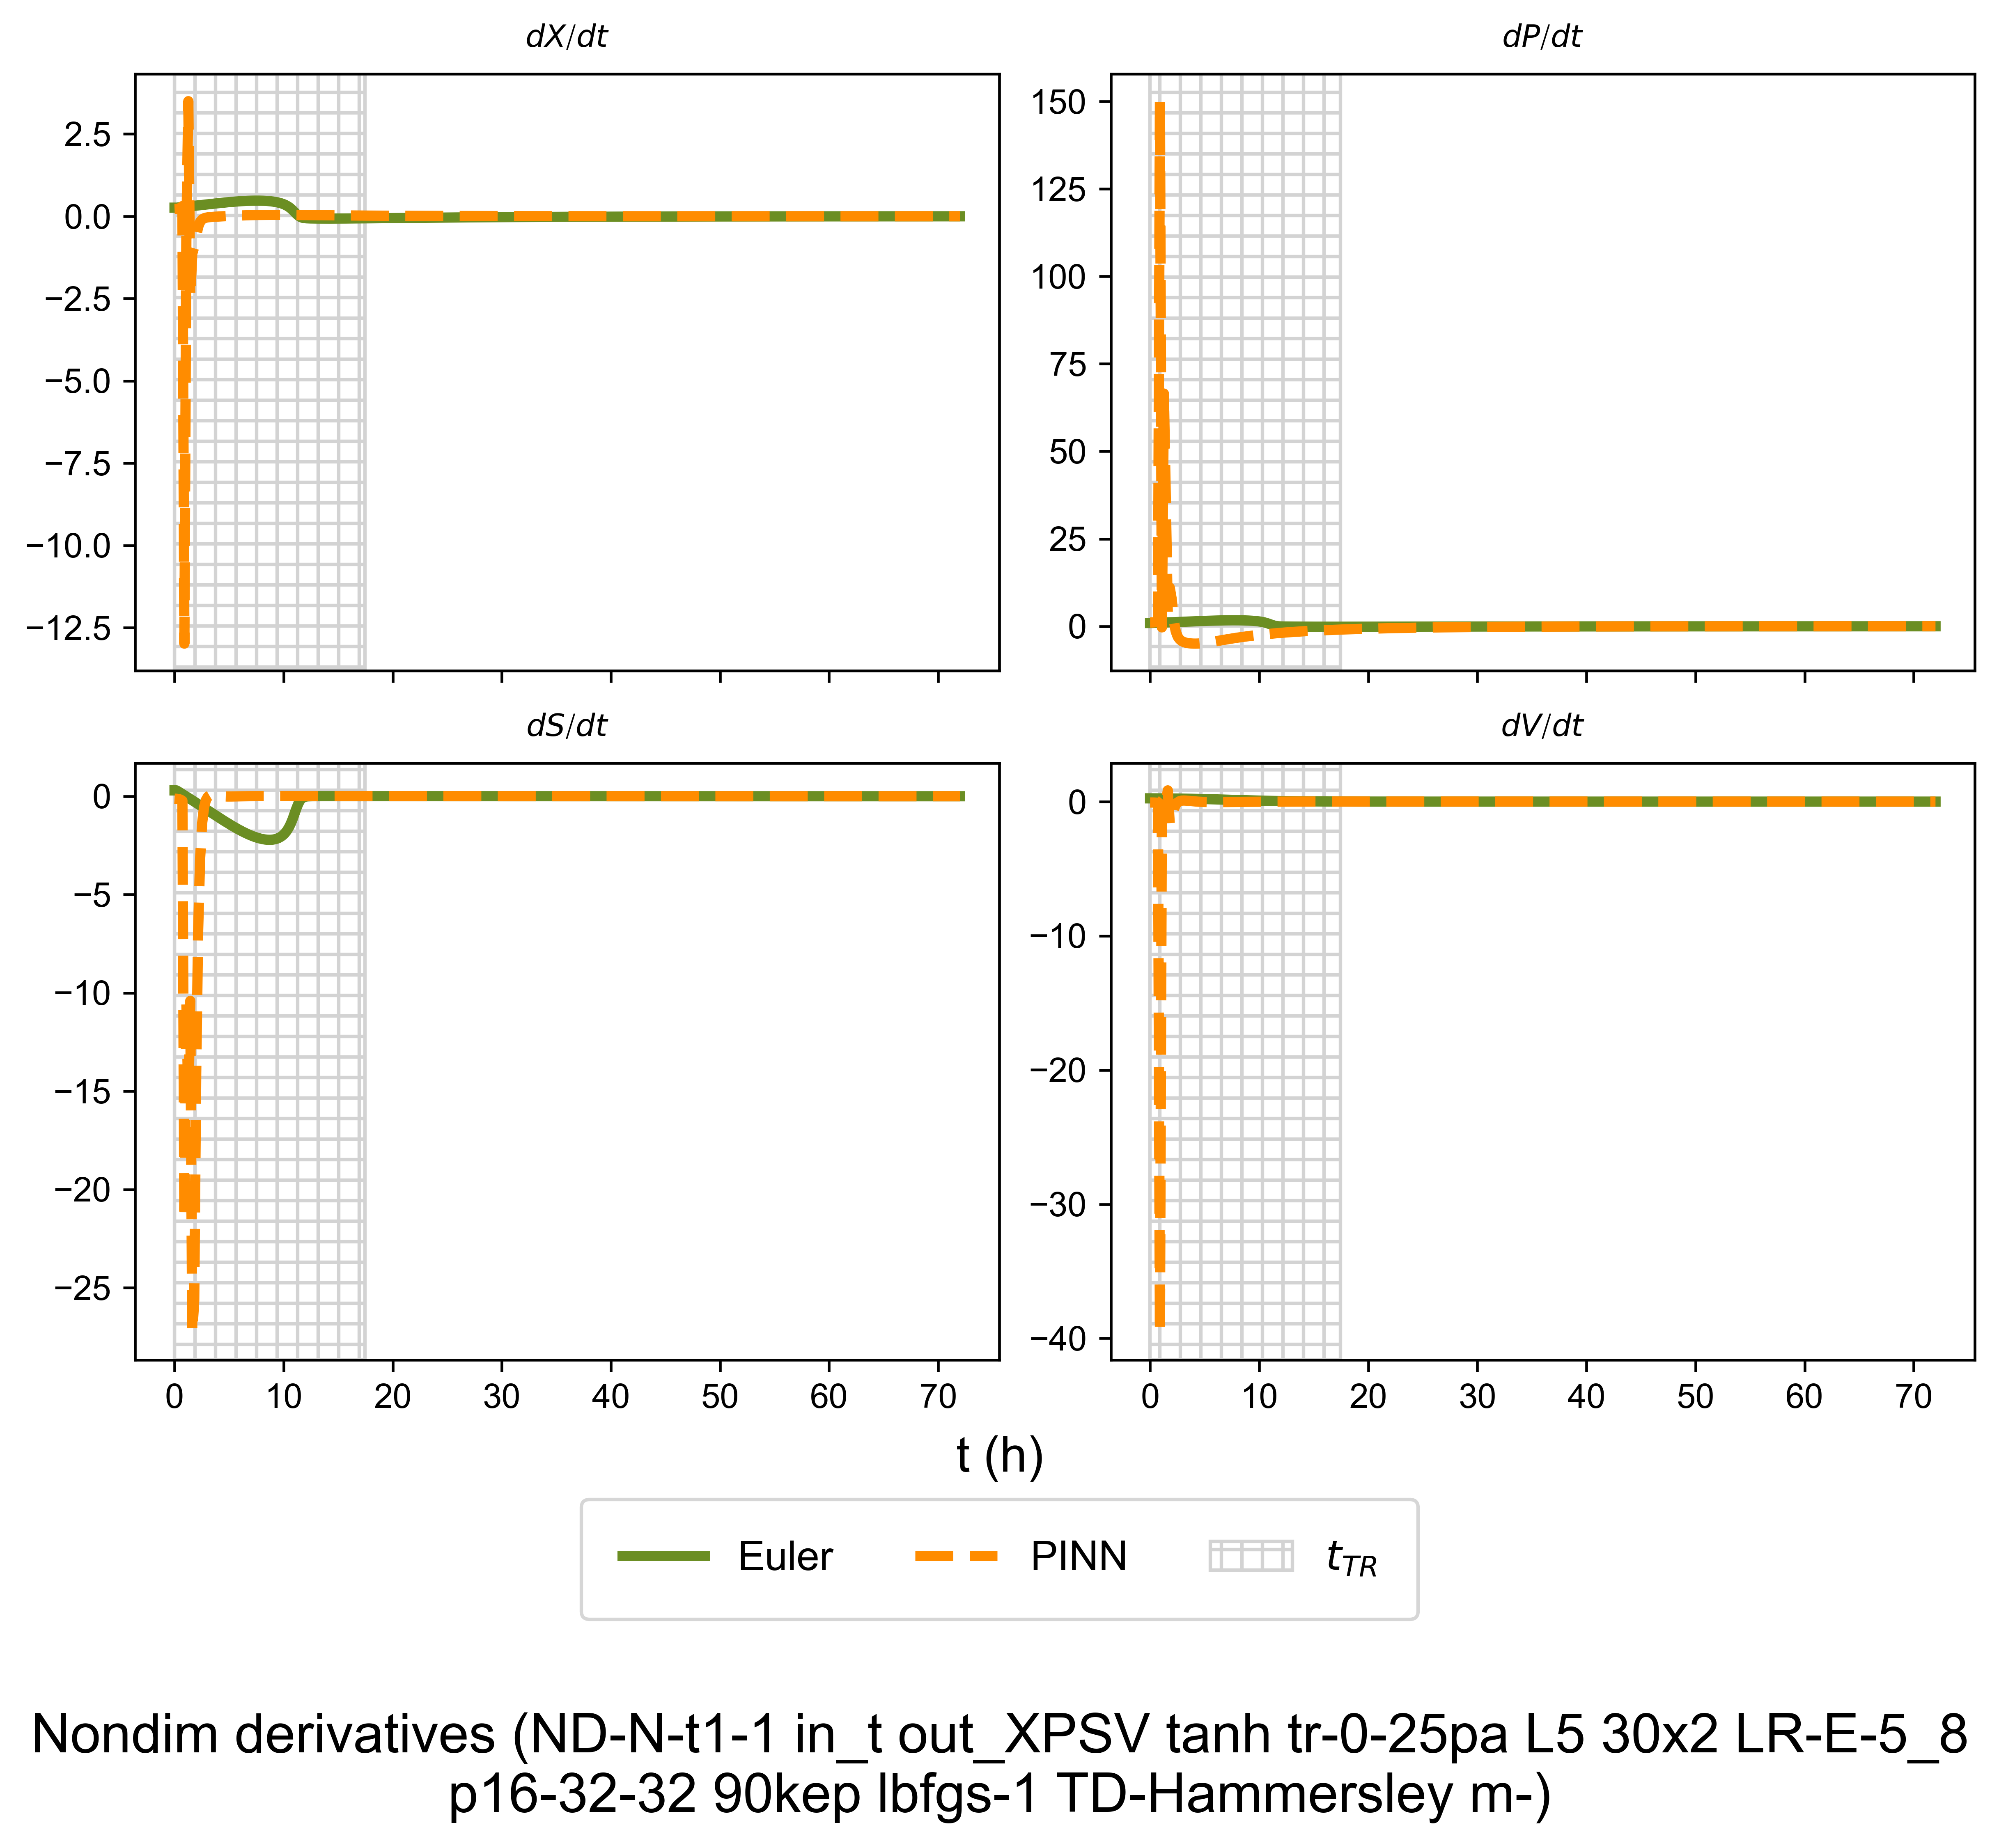 dX/dt
dP/dt
2.5
0.0
−2.5
−5.0
−7.5
−10.0
−12.5
150
125
100
75
50
25
0
dS/dt
dV/dt
0
−5
−10
−15
−20
−25
0 10 20 30 40 50 60 70
0
−10
−20
−30
−40
0 10 20 30 40 50 60 70
t (h)
Euler PINN t_TR
Nondim derivatives (ND-N-t1-1 in_t out_XPSV tanh tr-0-25pa L5 30x2 LR-E-5_8
p16-32-32 90kep lbfgs-1 TD-Hammersley m-)